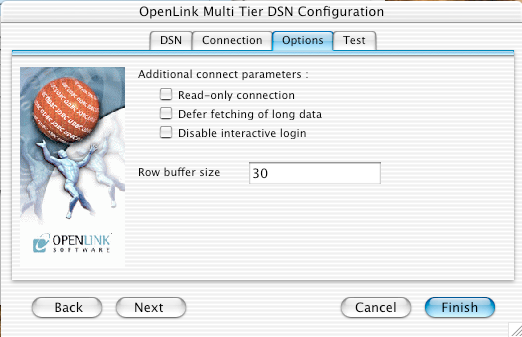 OpenLink Multi Tier DSN Configuration
DSN Connection Options Test
Additional connect parameters :
Read-only connection
Defer fetching of long data
Disable interactive login
Row buffer size 30
OPENLINK
SOFTWARE
Back Next Cancel Finish